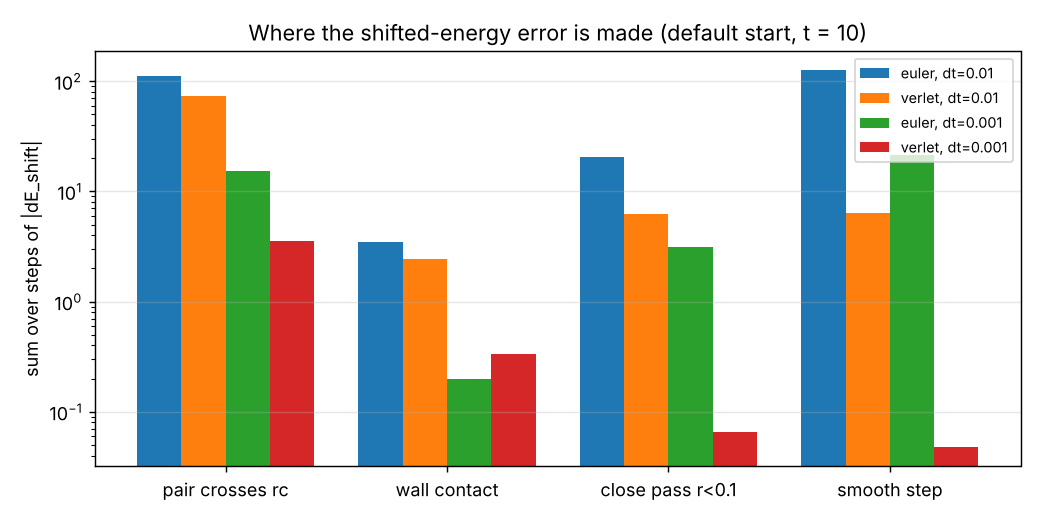 Where the shifted-energy error is made (default start, t = 10)
sum over steps of |dE_shift|
10²
10¹
10⁰
10⁻¹
euler, dt=0.01
verlet, dt=0.01
euler, dt=0.001
verlet, dt=0.001
pair crosses rc
wall contact
close pass r<0.1
smooth step